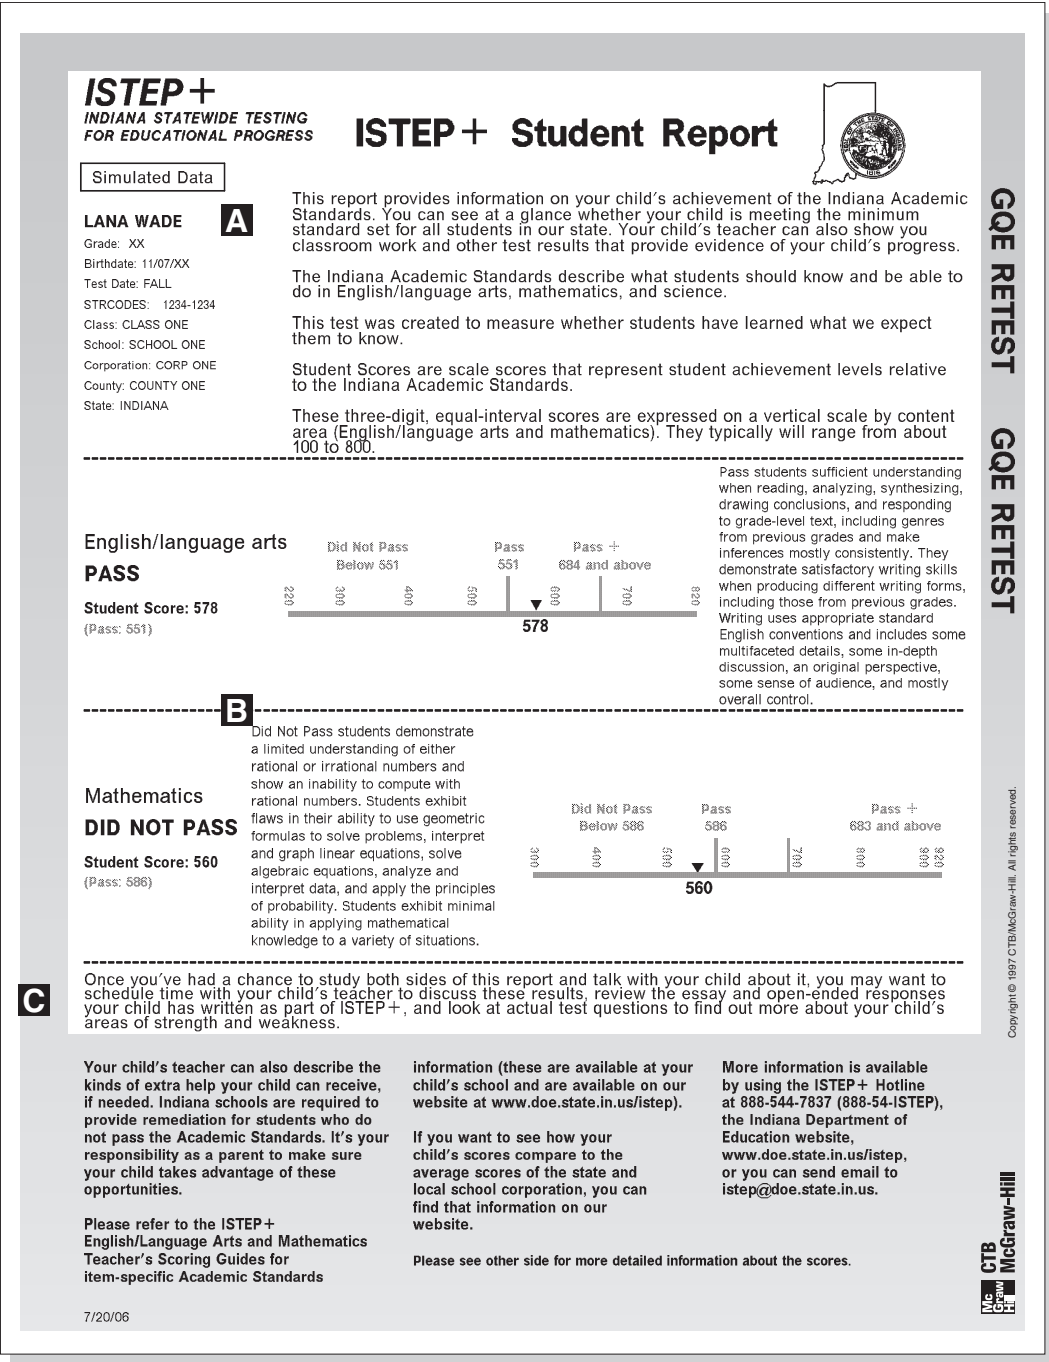 ISTEP+
INDIANA STATEWIDE TESTING
FOR EDUCATIONAL PROGRESS
ISTEP+ Student Report
Simulated Data
LANA WADE
Grade: XX
Birthdate: 11/07/XX
Test Date: FALL
STRCODES: 1234-1234
Class: CLASS ONE
School: SCHOOL ONE
Corporation: CORP ONE
County: COUNTY ONE
State: INDIANA
A
This report provides information on your child's achievement of the Indiana Academic
Standards. You can see at a glance whether your child is meeting the minimum
standard set for all students in our state. Your child's teacher can also show you
classroom work and other test results that provide evidence of your child's progress.
The Indiana Academic Standards describe what students should know and be able to
do in English/language arts, mathematics, and science.
This test was created to measure whether students have learned what we expect
them to know.
Student Scores are scale scores that represent student achievement levels relative
to the Indiana Academic Standards.
These three-digit, equal-interval scores are expressed on a vertical scale by content
area (English/language arts and mathematics). They typically will range from about
100 to 800.
English/language arts
PASS
Student Score: 578
(Pass: 551)
Did Not Pass
Below 551
Pass
551
Pass +
684 and above
220 300 400 500 600 700 820
578
Pass students sufficient understanding
when reading, analyzing, synthesizing,
drawing conclusions, and responding
to grade-level text, including genres
from previous grades and make
inferences mostly consistently. They
demonstrate satisfactory writing skills
when producing different writing forms,
including those from previous grades.
Writing uses appropriate standard
English conventions and includes some
multifaceted details, some in-depth
discussion, an original perspective,
some sense of audience, and mostly
overall control.
B
Mathematics
DID NOT PASS
Student Score: 560
(Pass: 586)
Did Not Pass students demonstrate
a limited understanding of either
rational or irrational numbers and
show an inability to compute with
rational numbers. Students exhibit
flaws in their ability to use geometric
formulas to solve problems, interpret
and graph linear equations, solve
algebraic equations, analyze and
interpret data, and apply the principles
of probability. Students exhibit minimal
ability in applying mathematical
knowledge to a variety of situations.
Did Not Pass
Below 586
Pass
586
Pass +
683 and above
300 400 500 600 700 800 900 920
560
C
Once you've had a chance to study both sides of this report and talk with your child about it, you may want to
schedule time with your child's teacher to discuss these results, review the essay and open-ended responses
your child has written as part of ISTEP+, and look at actual test questions to find out more about your child's
areas of strength and weakness.
Your child's teacher can also describe the
kinds of extra help your child can receive,
if needed. Indiana schools are required to
provide remediation for students who do
not pass the Academic Standards. It's your
responsibility as a parent to make sure
your child takes advantage of these
opportunities.
Please refer to the ISTEP+
English/Language Arts and Mathematics
Teacher's Scoring Guides for
item-specific Academic Standards
information (these are available at your
child's school and are available on our
website at www.doe.state.in.us/istep).
If you want to see how your
child's scores compare to the
average scores of the state and
local school corporation, you can
find that information on our
website.
Please see other side for more detailed information about the scores.
More information is available
by using the ISTEP+ Hotline
at 888-544-7837 (888-54-ISTEP),
the Indiana Department of
Education website,
www.doe.state.in.us/istep,
or you can send email to
istep@doe.state.in.us.
7/20/06
GQE RETEST GQE RETEST
Copyright © 1997 CTB/McGraw-Hill. All rights reserved.
CTB
McGraw-Hill
Mc
Graw
Hill